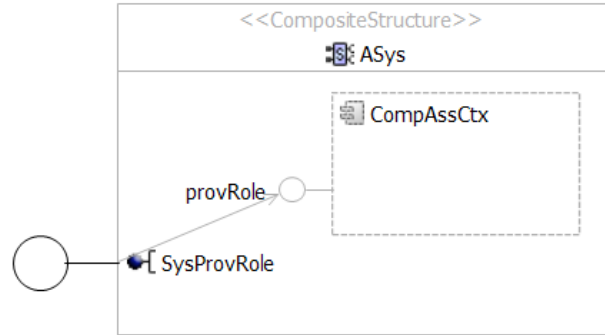 <<CompositeStructure>>
ASys
CompAssCtx
provRole
SysProvRole